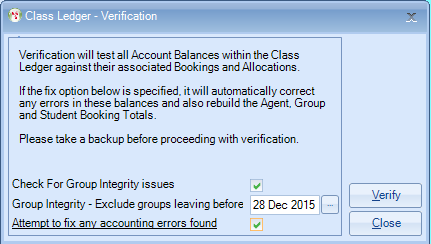 Class Ledger - Verification
Verification will test all Account Balances within the Class
Ledger against their associated Bookings and Allocations.
If the fix option below is specified, it will automatically correct
any errors in these balances and also rebuild the Agent, Group
and Student Booking Totals.
Please take a backup before proceeding with verification.
Check For Group Integrity issues
Group Integrity - Exclude groups leaving before 28 Dec 2015 ...
Attempt to fix any accounting errors found
Verify
Close